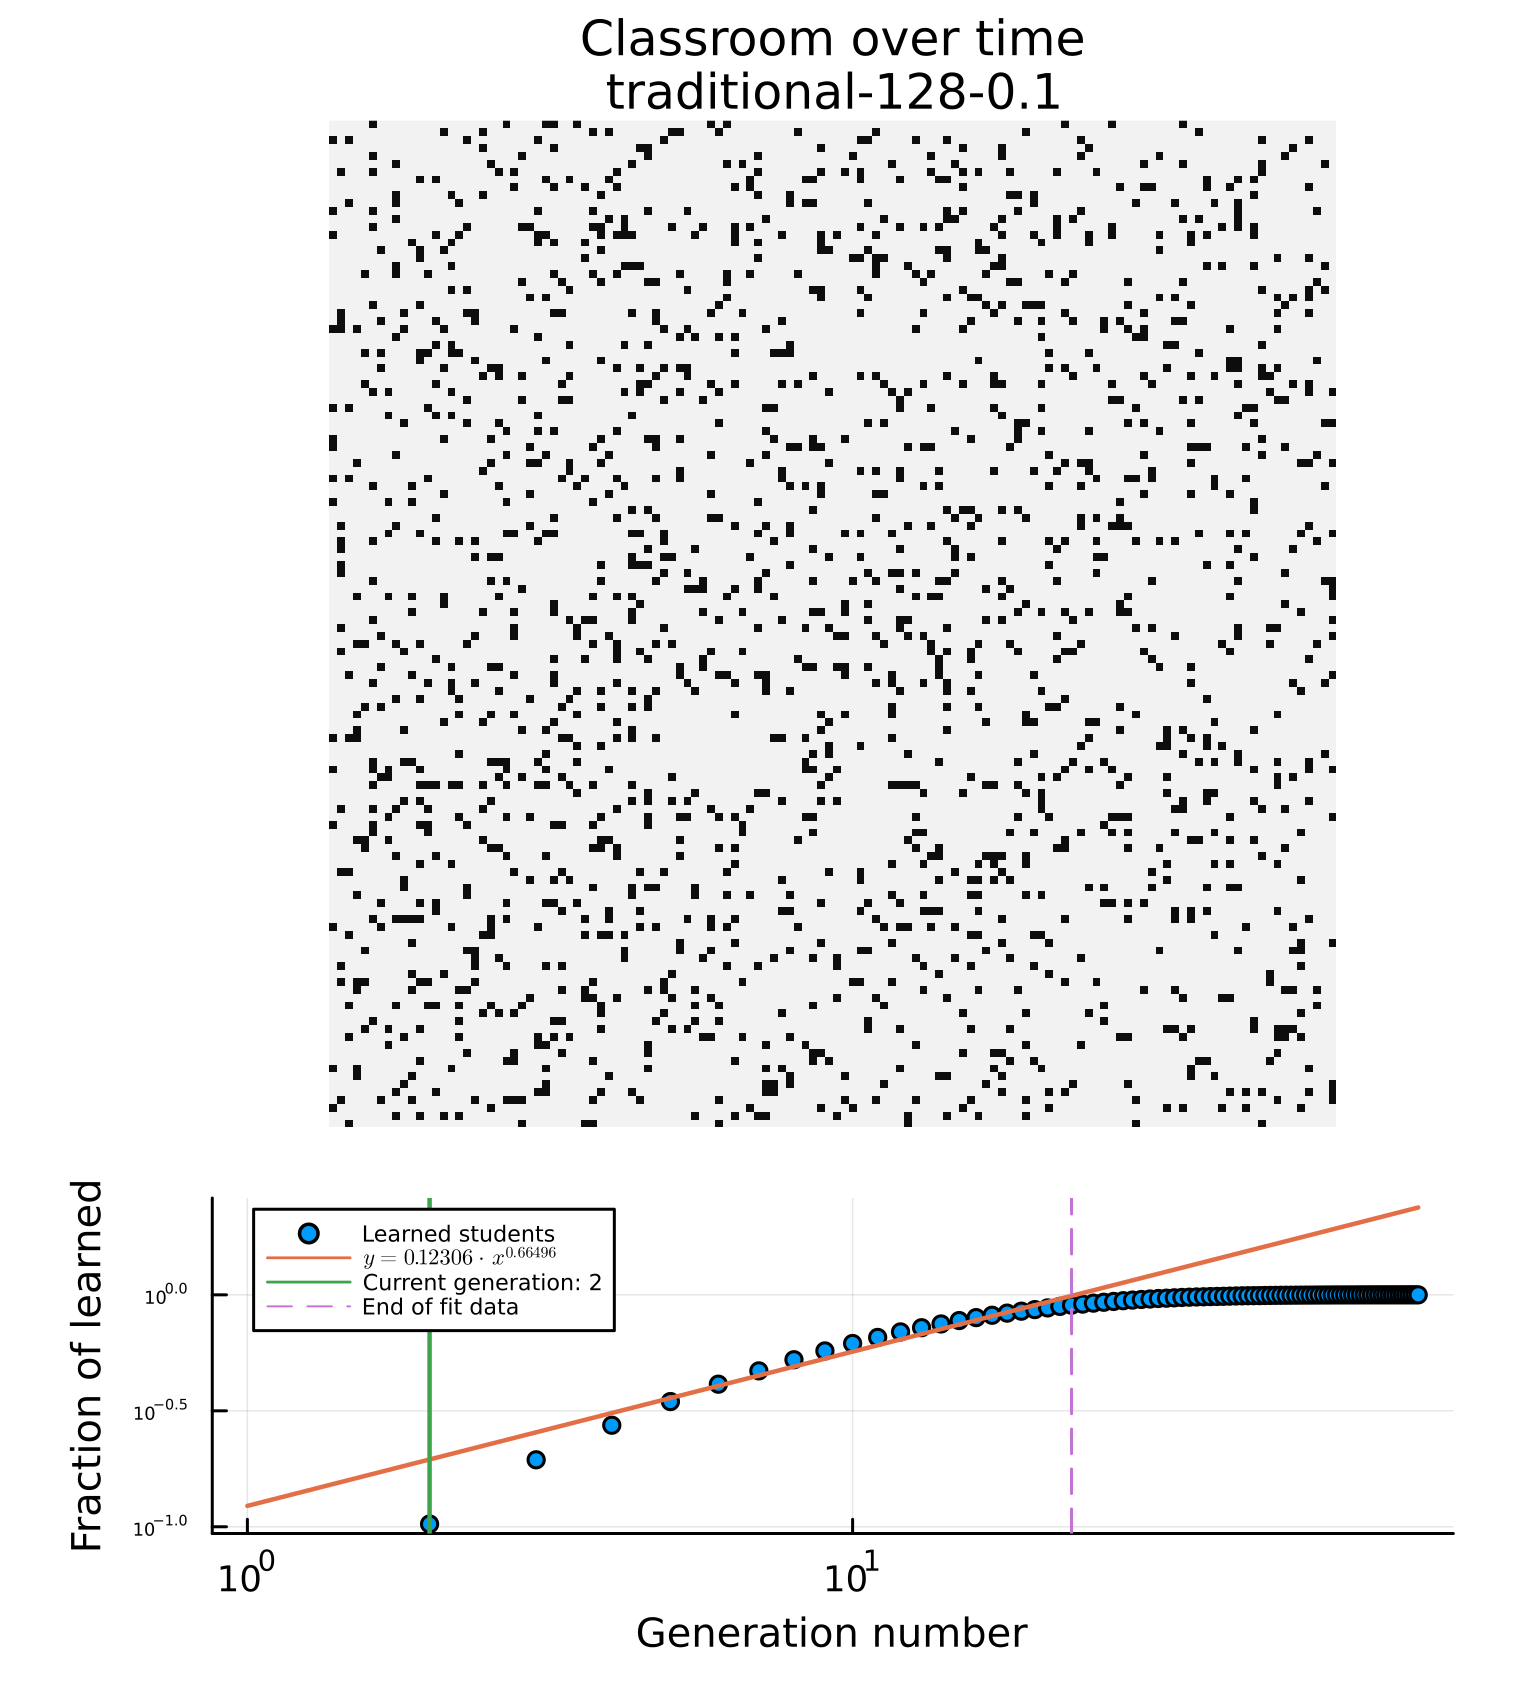 Classroom over time
traditional-128-0.1
Fraction of learned
Learned students
y = 0.12306 · x^0.66496
Current generation: 2
End of fit data
10^0.0
10^−0.5
10^−1.0
10^0
10^1
Generation number